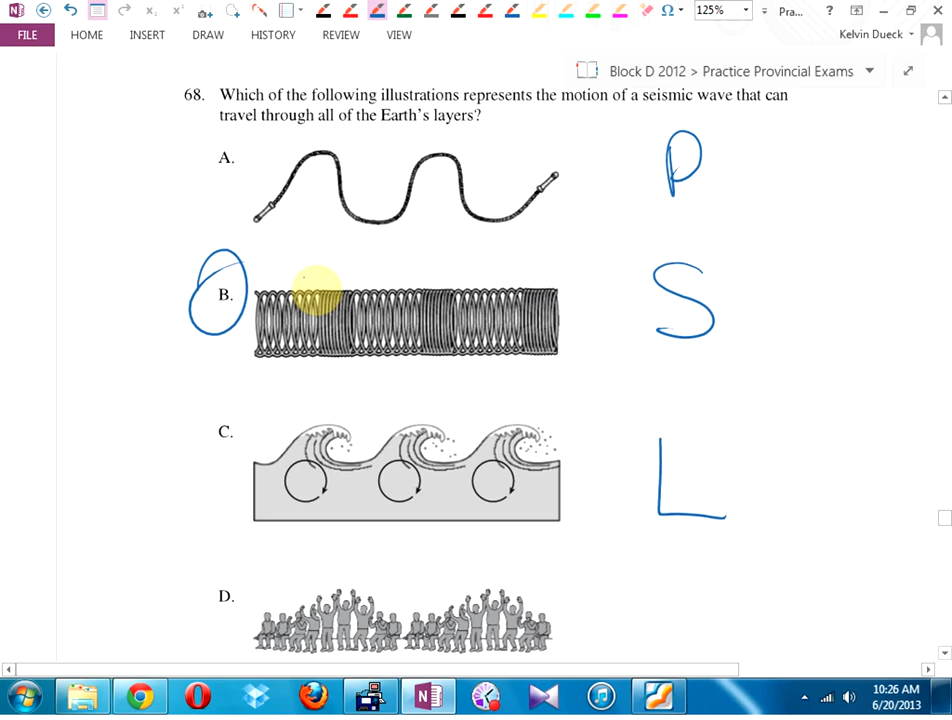 125%
Pra...
?
FILE
HOME
INSERT
DRAW
HISTORY
REVIEW
VIEW
Kelvin Dueck
Block D 2012 > Practice Provincial Exams
68. Which of the following illustrations represents the motion of a seismic wave that can
travel through all of the Earth's layers?
A.
P
B.
S
C.
L
D.
10:26 AM
6/20/2013